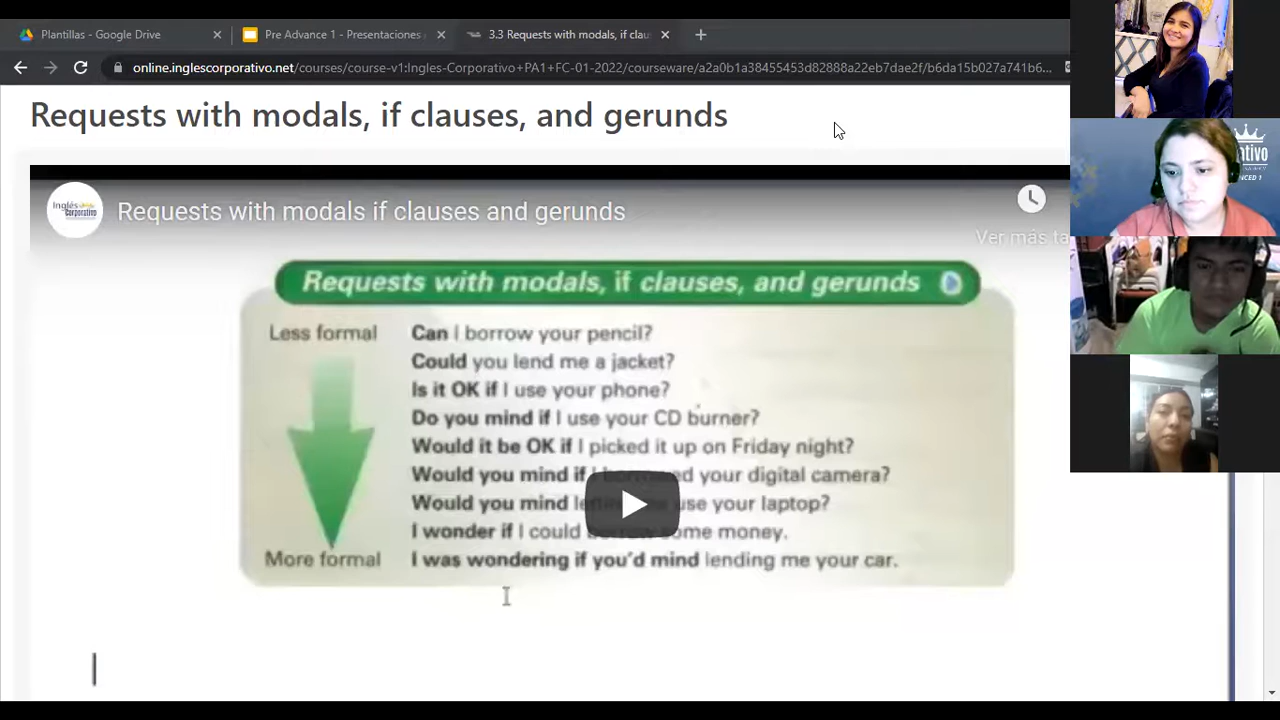 Plantillas - Google Drive
Pre Advance 1 - Presentaciones
3.3 Requests with modals, if clau
online.inglescorporativo.net/courses/course-v1:Ingles-Corporativo+PA1+FC-01-2022/courseware/a2a0b1a38455453d82888a22eb7dae2f/b6da15b027a741b6...
Requests with modals, if clauses, and gerunds
Inglés
Corporativo
Requests with modals if clauses and gerunds
Ver más ta
Requests with modals, if clauses, and gerunds
Less formal
Can I borrow your pencil?
Could you lend me a jacket?
Is it OK if I use your phone?
Do you mind if I use your CD burner?
Would it be OK if I picked it up on Friday night?
Would you mind if I borrowed your digital camera?
Would you mind use your laptop?
I wonder if I could some money.
More formal
I was wondering if you'd mind lending me your car.
ativo
NCED 1